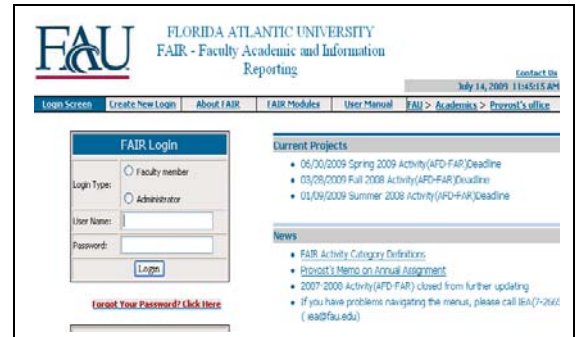 FAU
FLORIDA ATLANTIC UNIVERSITY
FAIR - Faculty Academic and Information
Reporting
Contact Us
July 14, 2009 11:45:15 AM
Login Screen Create New Login About FAIR FAIR Modules User Manual FAU > Academics > Provost's office
FAIR Login
Login Type:
Faculty member
Administrator
User Name:
Password:
Login
Forgot Your Password? Click Here
Current Projects
06/30/2009 Spring 2009 Activity(AFD-FAR)Deadline
03/28/2009 Fall 2008 Activity(AFD-FAR)Deadline
01/09/2009 Summer 2008 Activity(AFD-FAR)Deadline
News
FAIR Activity Category Definitions
Provost's Memo on Annual Assignment
2007-2008 Activity(AFD-FAR) closed from further updating
If you have problems navigating the menus, please call IEA(7-266
( iea@fau.edu)